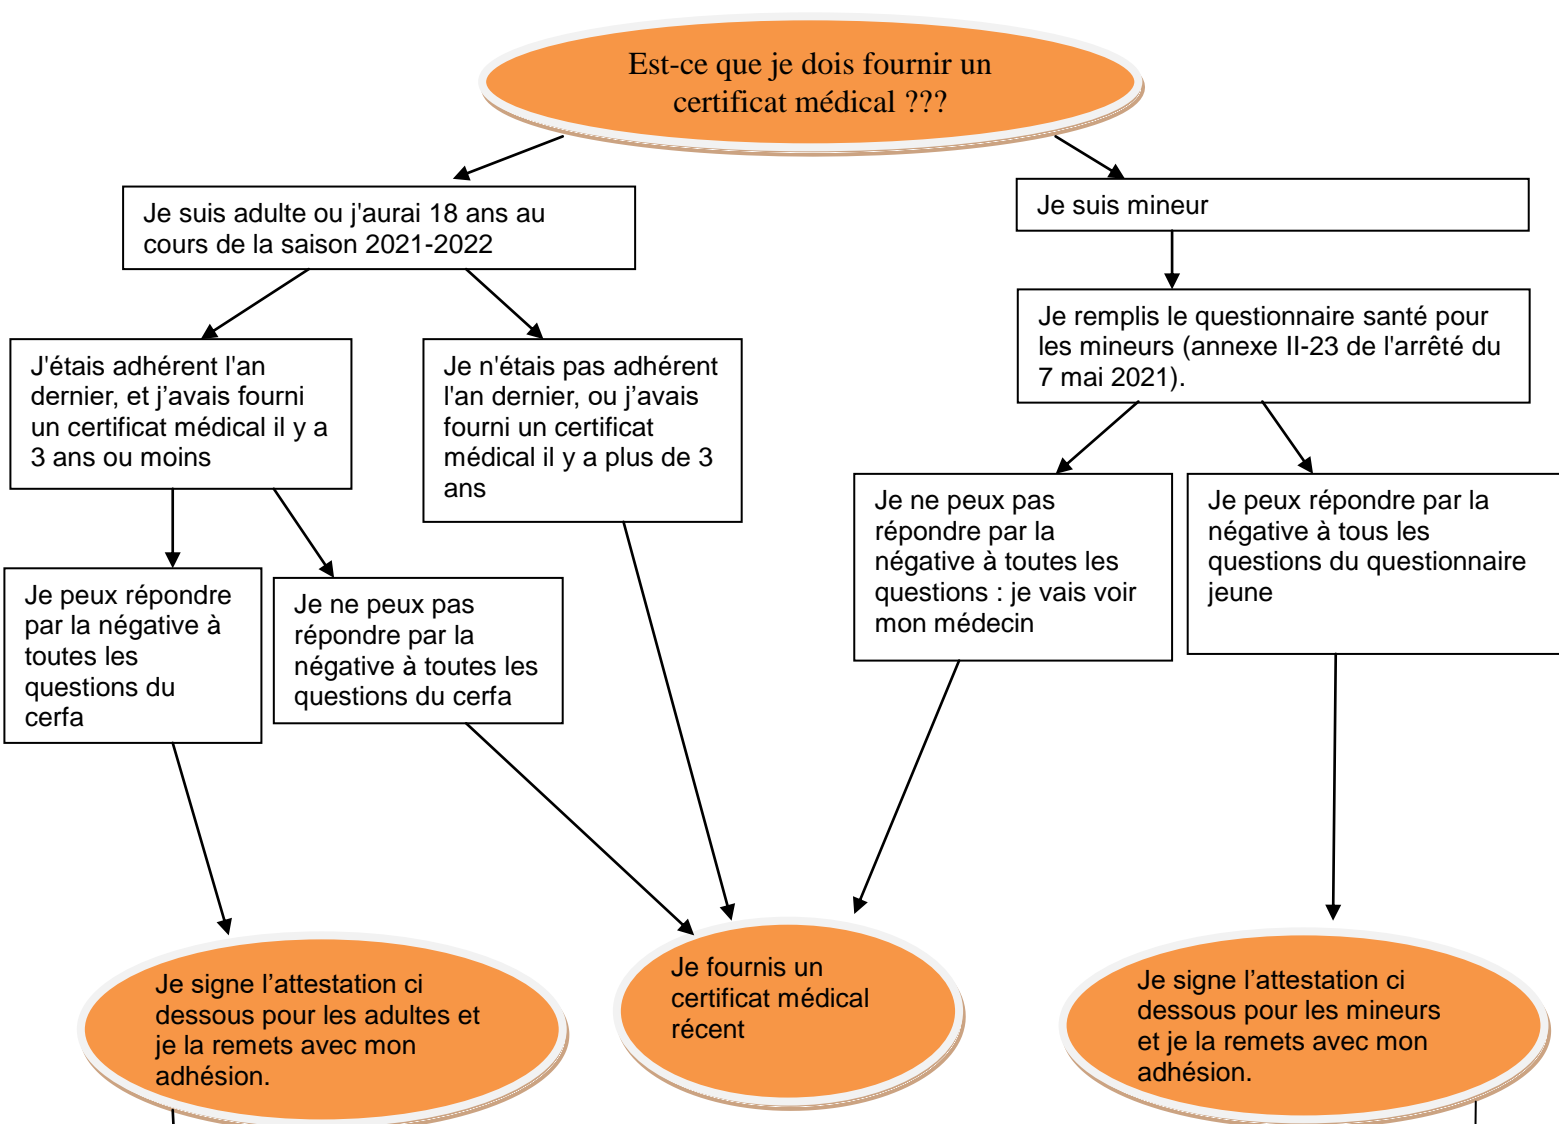 Est-ce que je dois fournir un
certificat médical ???
Je suis adulte ou j'aurai 18 ans au
cours de la saison 2021-2022
Je suis mineur
J'étais adhérent l'an
dernier, et j’avais fourni
un certificat médical il y a
3 ans ou moins
Je n'étais pas adhérent
l'an dernier, ou j’avais
fourni un certificat
médical il y a plus de 3
ans
Je remplis le questionnaire santé pour
les mineurs (annexe II-23 de l'arrêté du
7 mai 2021).
Je peux répondre
par la négative à
toutes les
questions du
cerfa
Je ne peux pas
répondre par la
négative à toutes les
questions du cerfa
Je ne peux pas
répondre par la
négative à toutes les
questions : je vais voir
mon médecin
Je peux répondre par la
négative à tous les
questions du questionnaire
jeune
Je signe l’attestation ci
dessous pour les adultes et
je la remets avec mon
adhésion.
Je fournis un
certificat médical
récent
Je signe l’attestation ci
dessous pour les mineurs
et je la remets avec mon
adhésion.